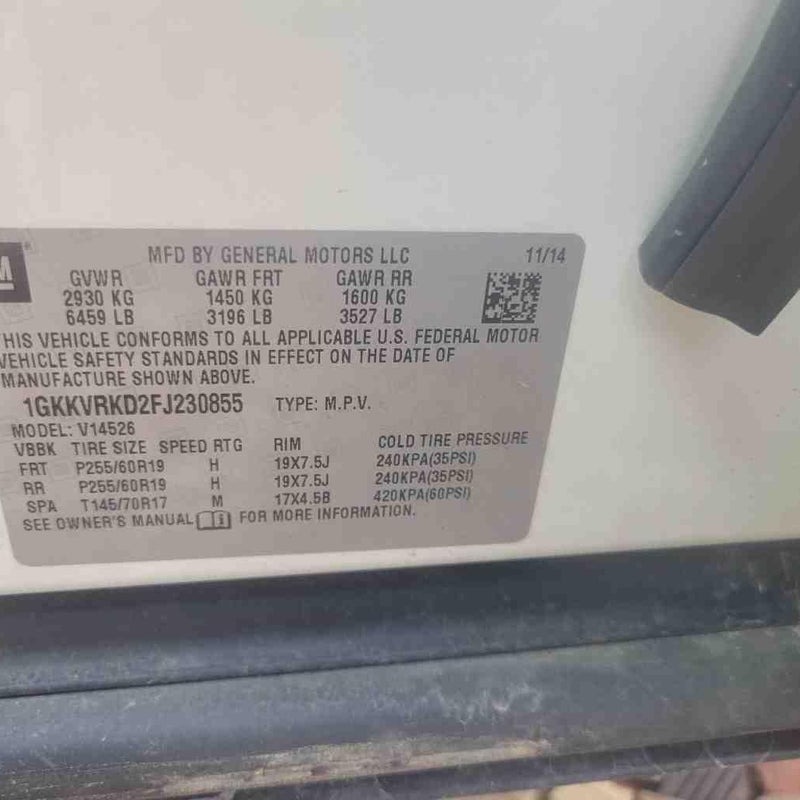 M
MFD BY GENERAL MOTORS LLC 11/14
GVWR GAWR FRT GAWR RR
2930 KG 1450 KG 1600 KG
6459 LB 3196 LB 3527 LB
THIS VEHICLE CONFORMS TO ALL APPLICABLE U.S. FEDERAL MOTOR
VEHICLE SAFETY STANDARDS IN EFFECT ON THE DATE OF
MANUFACTURE SHOWN ABOVE.
1GKKVRKD2FJ230855 TYPE: M.P.V.
MODEL: V14526
VBBK TIRE SIZE SPEED RTG RIM COLD TIRE PRESSURE
FRT P255/60R19 H 19X7.5J 240KPA(35PSI)
RR P255/60R19 H 19X7.5J 240KPA(35PSI)
SPA T145/70R17 M 17X4.5B 420KPA(60PSI)
SEE OWNER'S MANUAL FOR MORE INFORMATION.